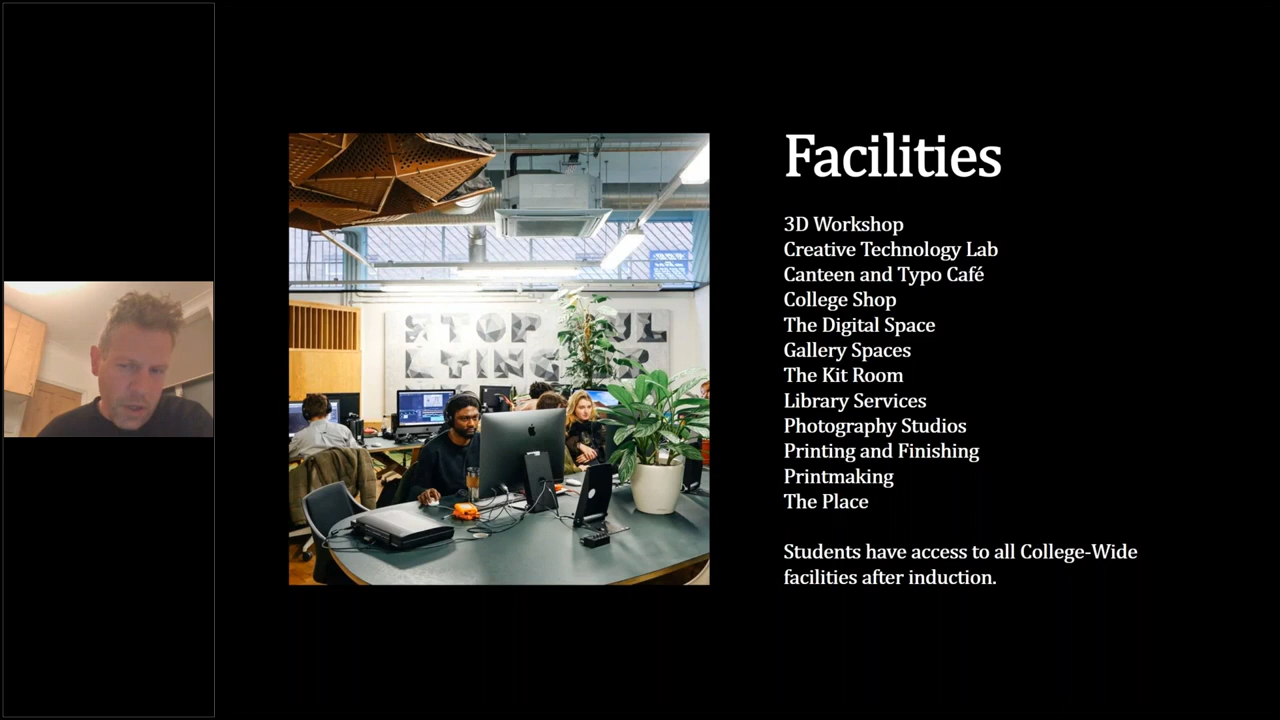 Facilities
3D Workshop
Creative Technology Lab
Canteen and Typo Café
College Shop
The Digital Space
Gallery Spaces
The Kit Room
Library Services
Photography Studios
Printing and Finishing
Printmaking
The Place
Students have access to all College-Wide
facilities after induction.
STOP
LYING